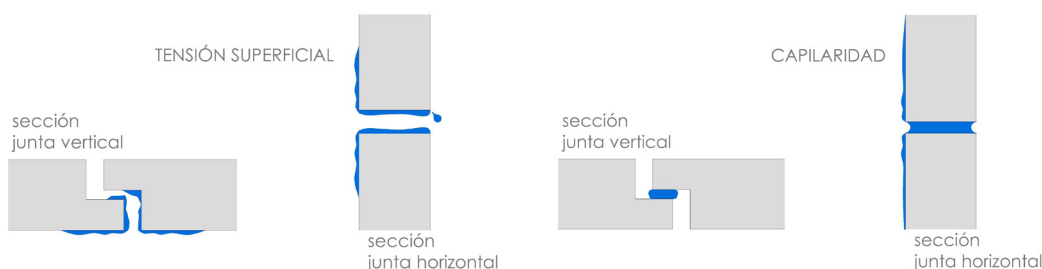 TENSIÓN SUPERFICIAL
sección
junta vertical
sección
junta horizontal
CAPILARIDAD
sección
junta vertical
sección
junta horizontal